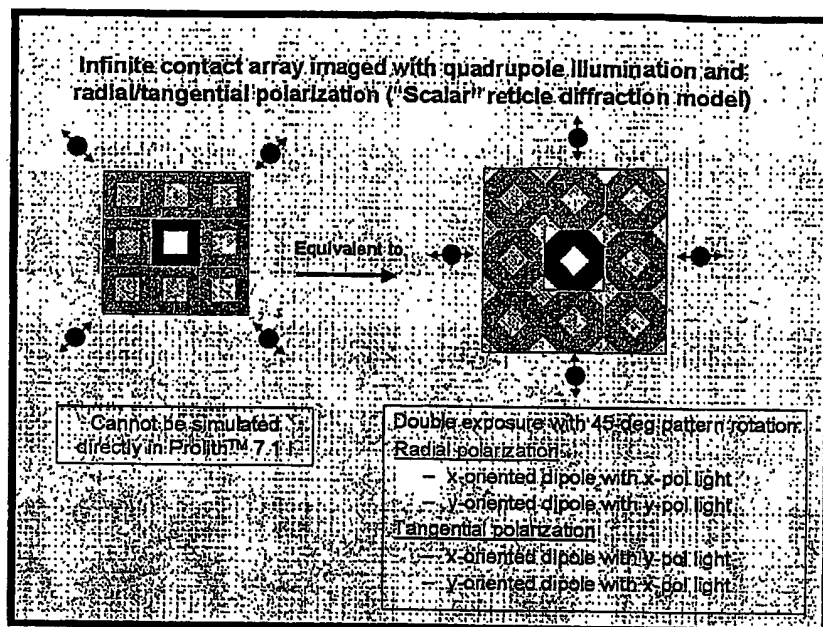 Infinite contact array imaged with quadrupole illumination and
radial/tangential polarization ("Scalar" reticle diffraction model)
Equivalent to
Cannot be simulated
directly in Prolith™ 7.1
Double exposure with 45-deg pattern rotation
Radial polarization
– x-oriented dipole with x-pol light
– y-oriented dipole with y-pol light
Tangential polarization
– x-oriented dipole with y-pol light
– y-oriented dipole with x-pol light